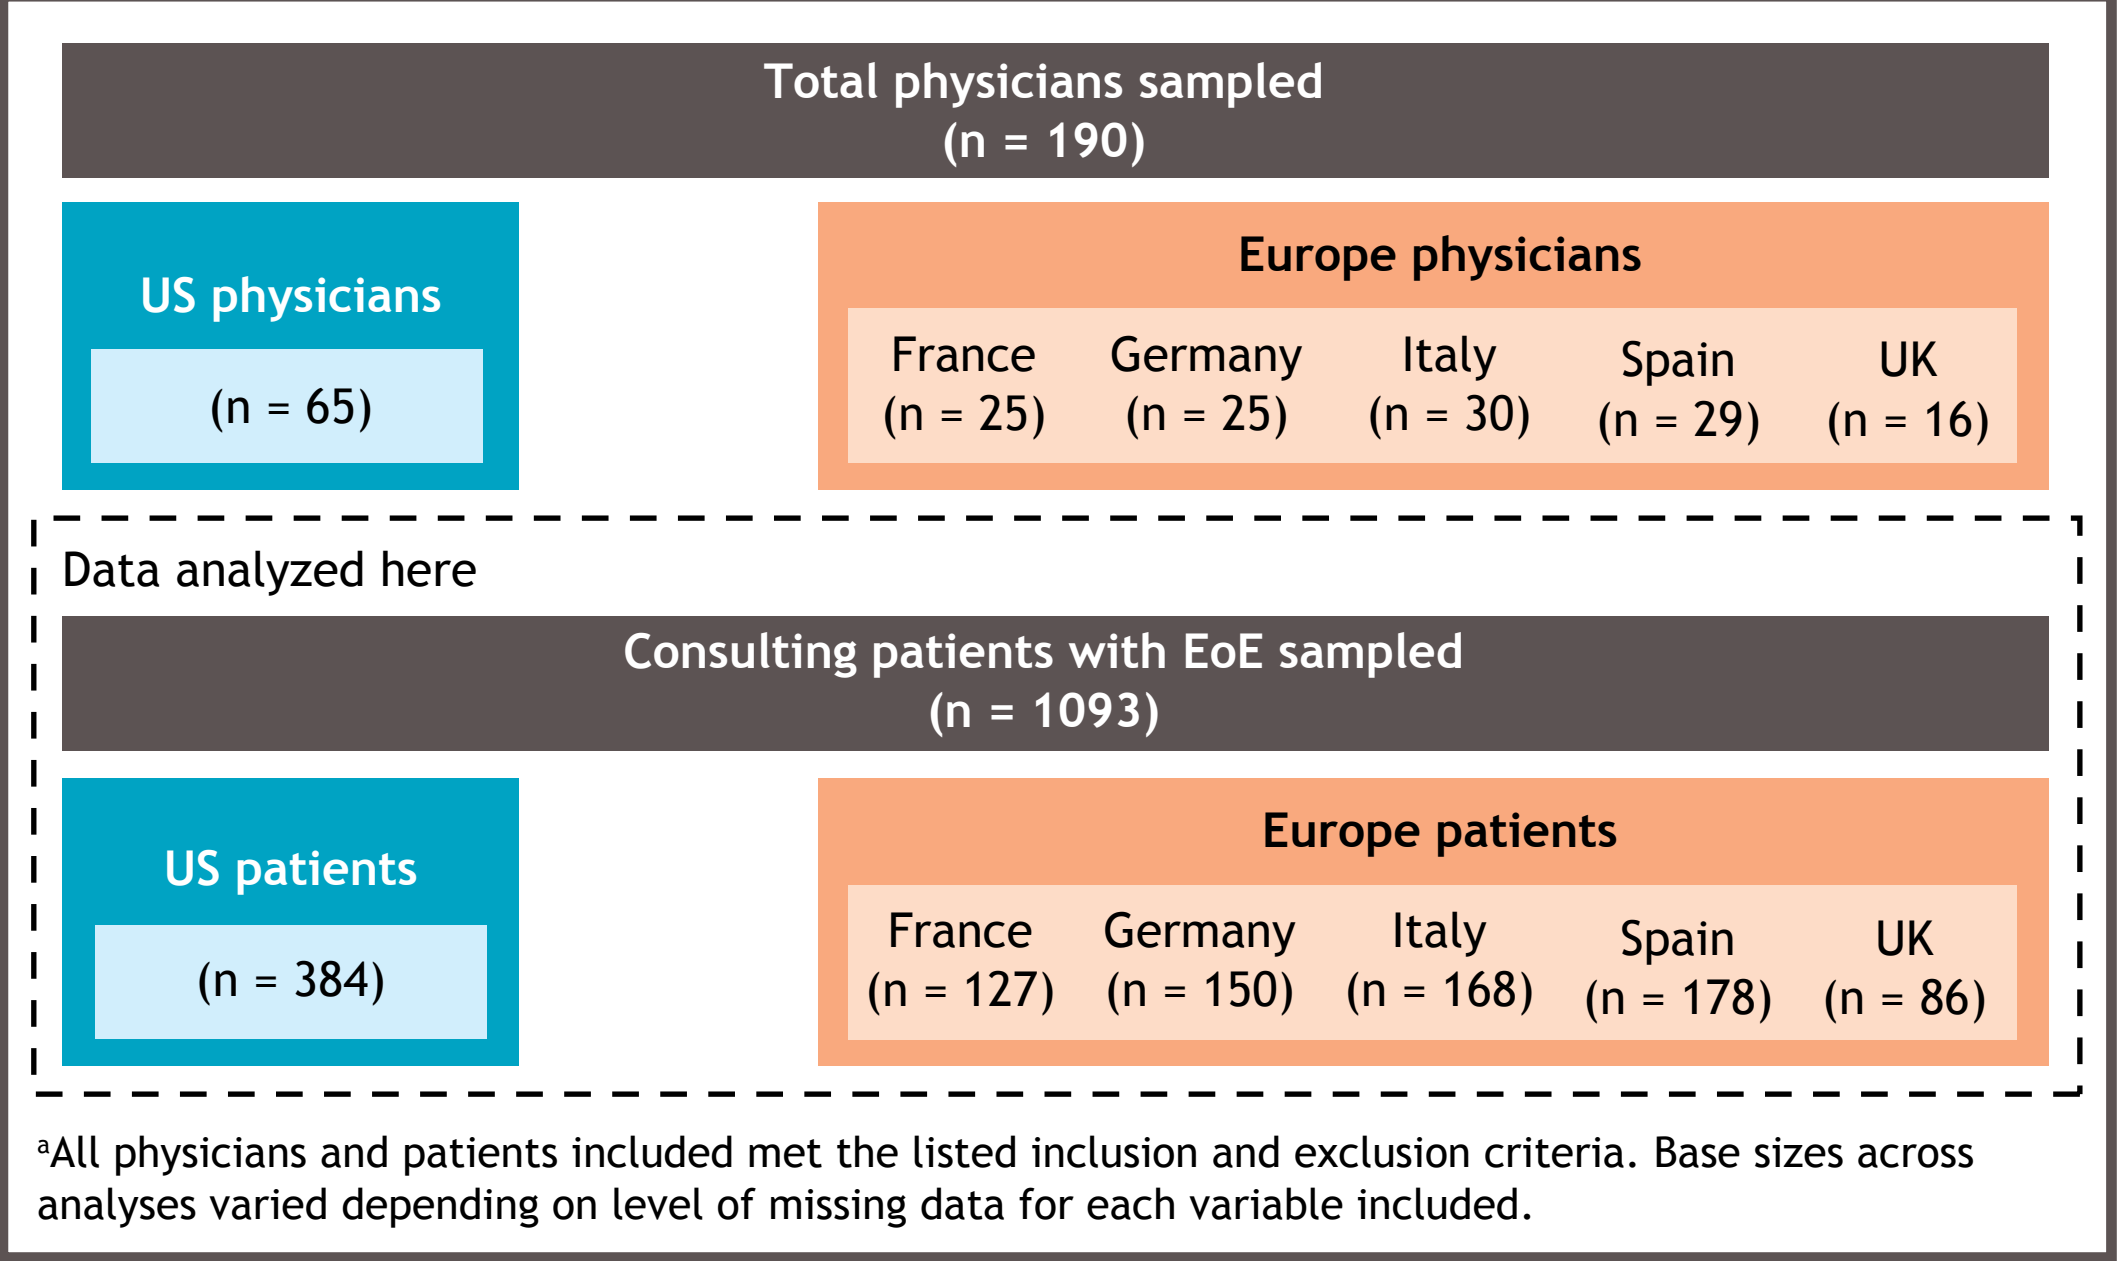 Total physicians sampled
(n = 190)
US physicians
(n = 65)
Europe physicians
France
(n = 25)
Germany
(n = 25)
Italy
(n = 30)
Spain
(n = 29)
UK
(n = 16)
Data analyzed here
Consulting patients with EoE sampled
(n = 1093)
US patients
(n = 384)
Europe patients
France
(n = 127)
Germany
(n = 150)
Italy
(n = 168)
Spain
(n = 178)
UK
(n = 86)
ᵃAll physicians and patients included met the listed inclusion and exclusion criteria. Base sizes across
analyses varied depending on level of missing data for each variable included.